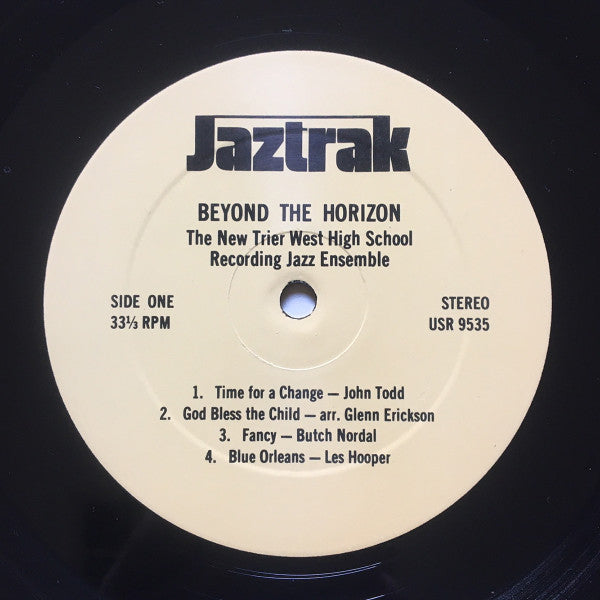 Jaztrak
BEYOND THE HORIZON
The New Trier West High School
Recording Jazz Ensemble
SIDE ONE
33⅓ RPM
STEREO
USR 9535
1. Time for a Change — John Todd
2. God Bless the Child — arr. Glenn Erickson
3. Fancy — Butch Nordal
4. Blue Orleans — Les Hooper